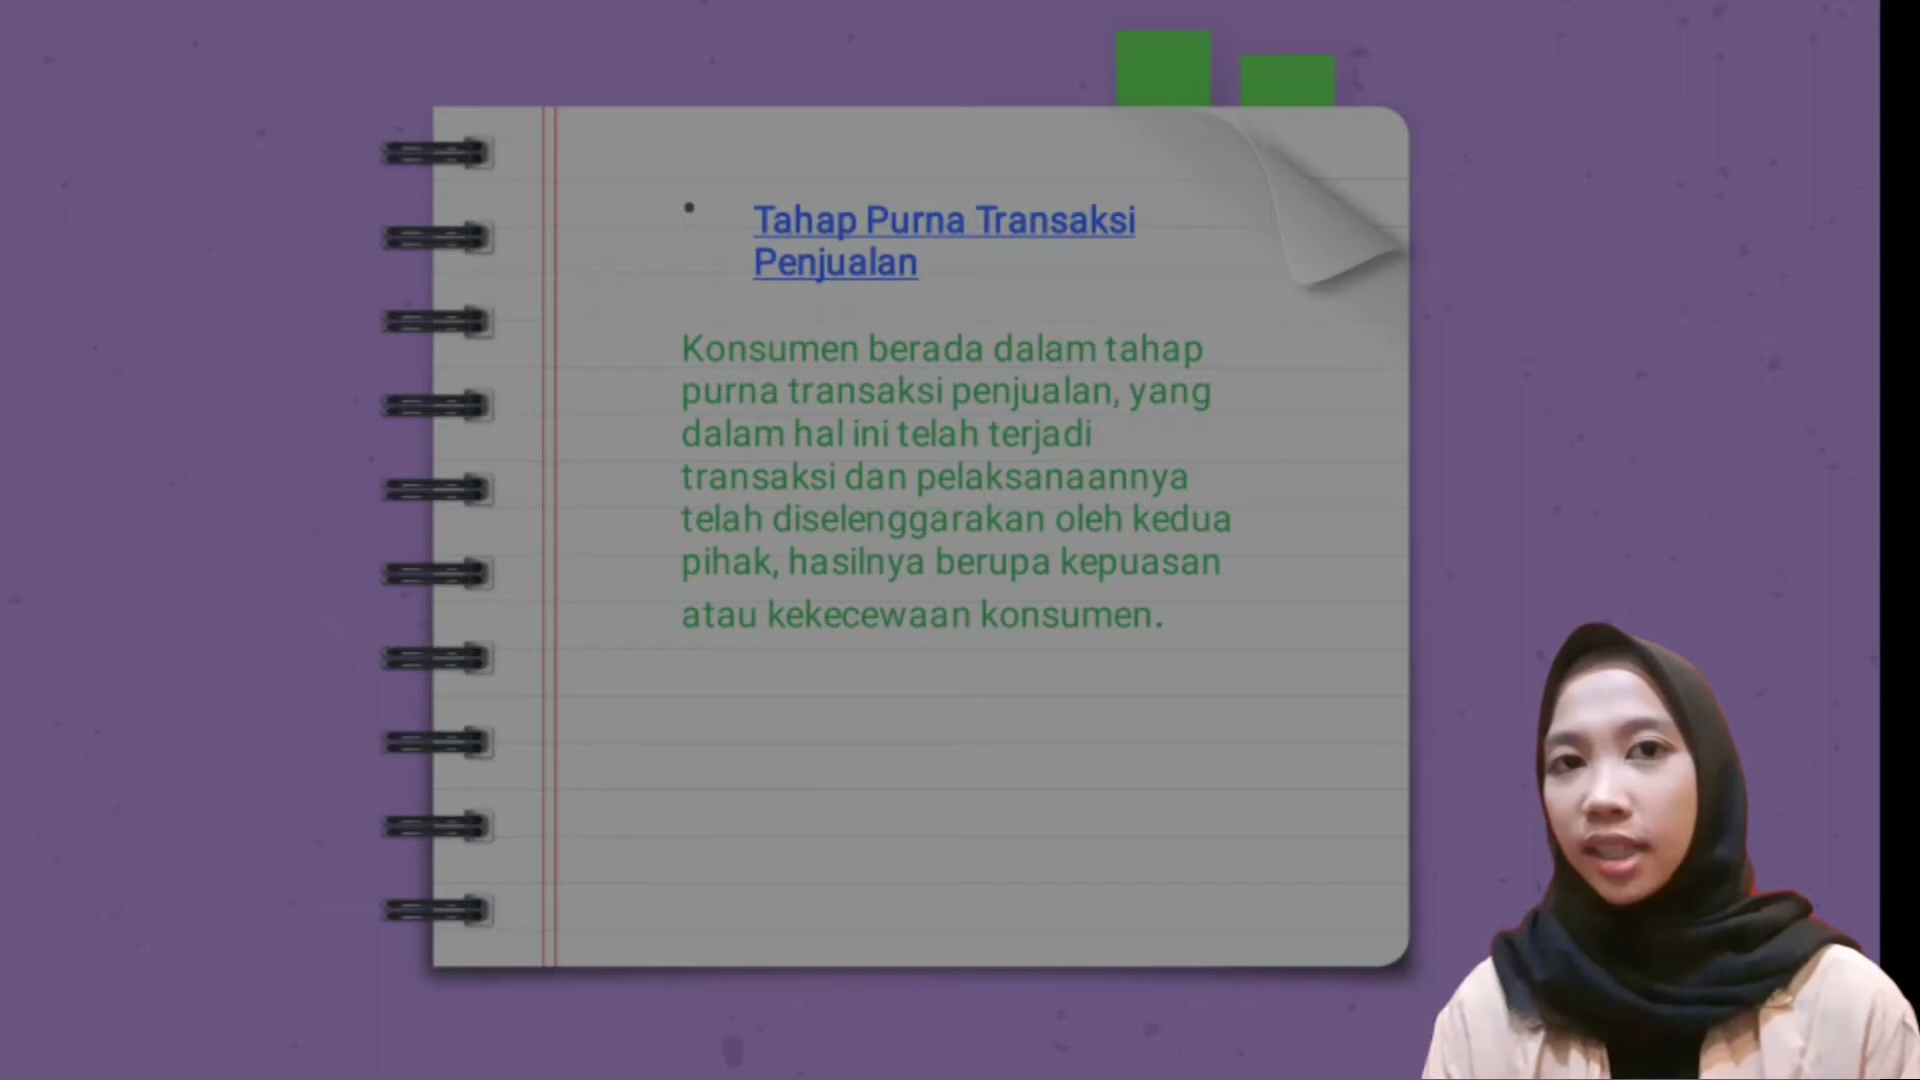 Tahap Purna Transaksi
Penjualan
Konsumen berada dalam tahap
purna transaksi penjualan, yang
dalam hal ini telah terjadi
transaksi dan pelaksanaannya
telah diselenggarakan oleh kedua
pihak, hasilnya berupa kepuasan
atau kekecewaan konsumen.